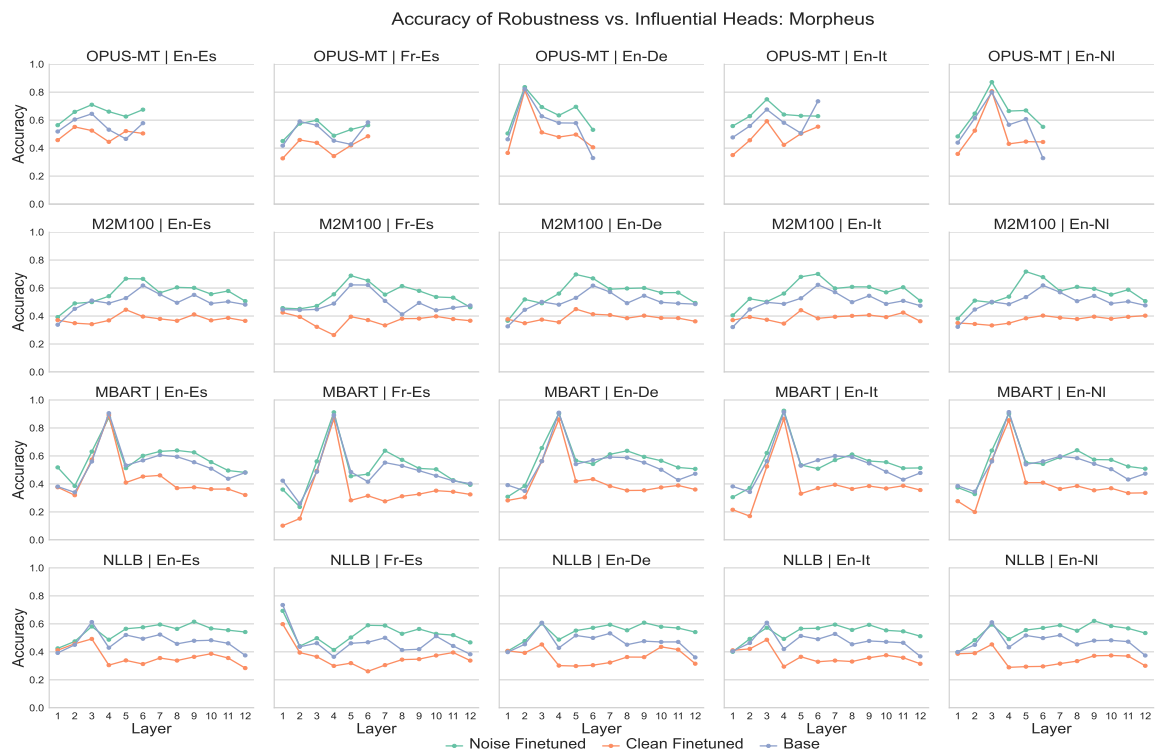 Accuracy of Robustness vs. Influential Heads: Morpheus
OPUS-MT | En-Es
OPUS-MT | Fr-Es
OPUS-MT | En-De
OPUS-MT | En-It
OPUS-MT | En-Nl
Accuracy
1.0
0.8
0.6
0.4
0.2
0.0
M2M100 | En-Es
M2M100 | Fr-Es
M2M100 | En-De
M2M100 | En-It
M2M100 | En-Nl
Accuracy
1.0
0.8
0.6
0.4
0.2
0.0
MBART | En-Es
MBART | Fr-Es
MBART | En-De
MBART | En-It
MBART | En-Nl
Accuracy
1.0
0.8
0.6
0.4
0.2
0.0
NLLB | En-Es
NLLB | Fr-Es
NLLB | En-De
NLLB | En-It
NLLB | En-Nl
Accuracy
1.0
0.8
0.6
0.4
0.2
0.0
1 2 3 4 5 6 7 8 9 10 11 12
1 2 3 4 5 6 7 8 9 10 11 12
1 2 3 4 5 6 7 8 9 10 11 12
1 2 3 4 5 6 7 8 9 10 11 12
1 2 3 4 5 6 7 8 9 10 11 12
Layer
Layer
Layer
Layer
Layer
Noise Finetuned
Clean Finetuned
Base